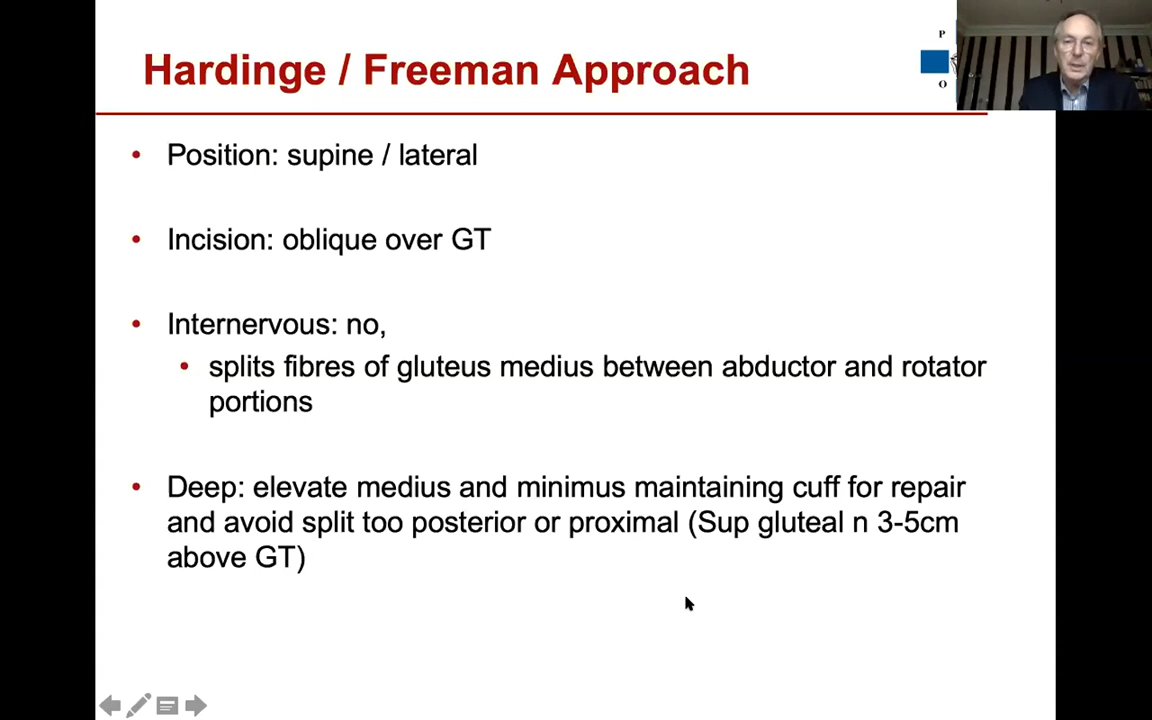 Hardinge / Freeman Approach
P
O
• Position: supine / lateral
• Incision: oblique over GT
• Internervous: no,
• splits fibres of gluteus medius between abductor and rotator
portions
• Deep: elevate medius and minimus maintaining cuff for repair
and avoid split too posterior or proximal (Sup gluteal n 3-5cm
above GT)